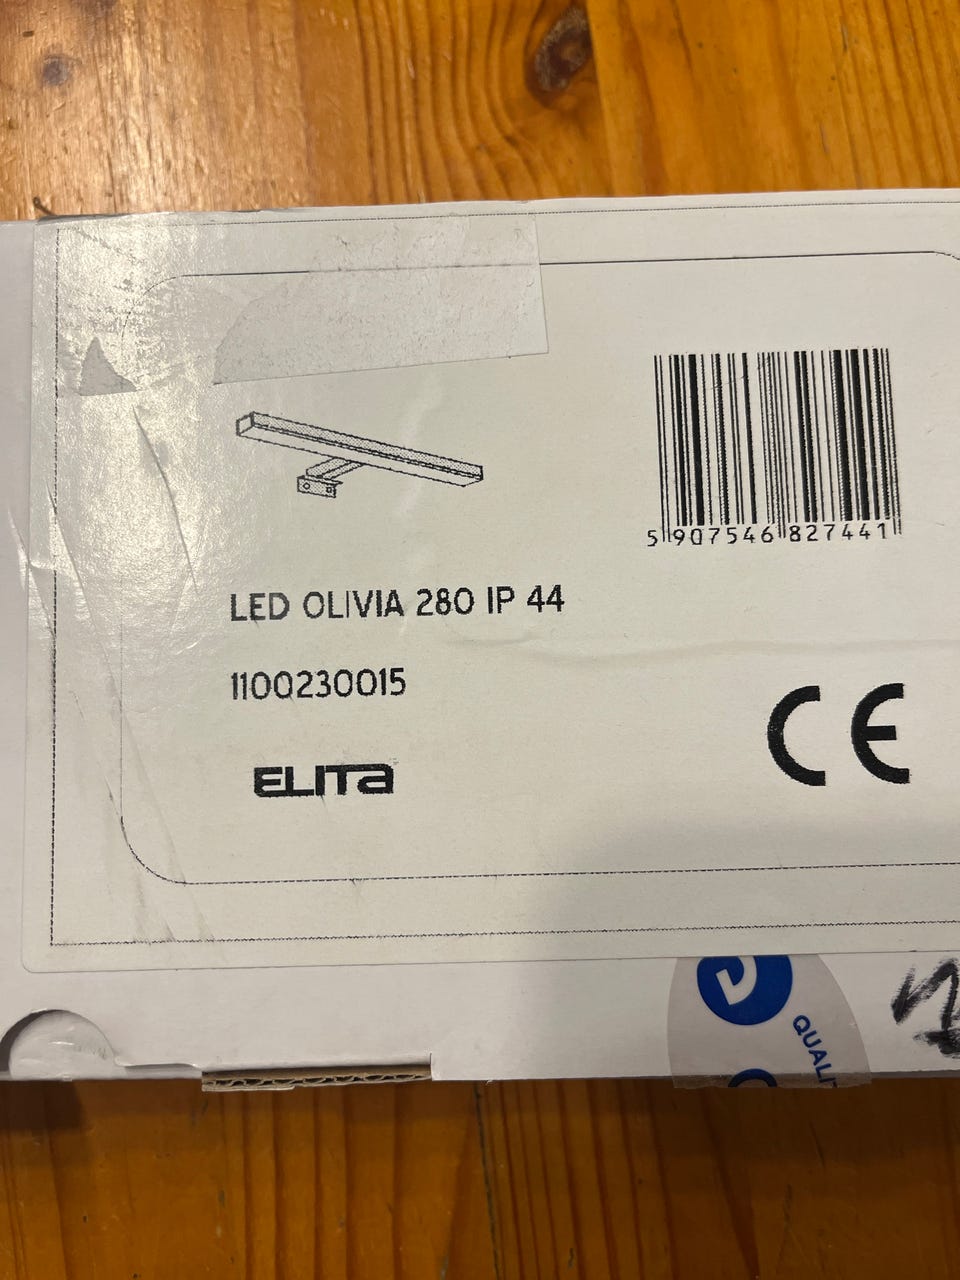 5 907546 827441
LED OLIVIA 280 IP 44
1100230015
ELITA
CE